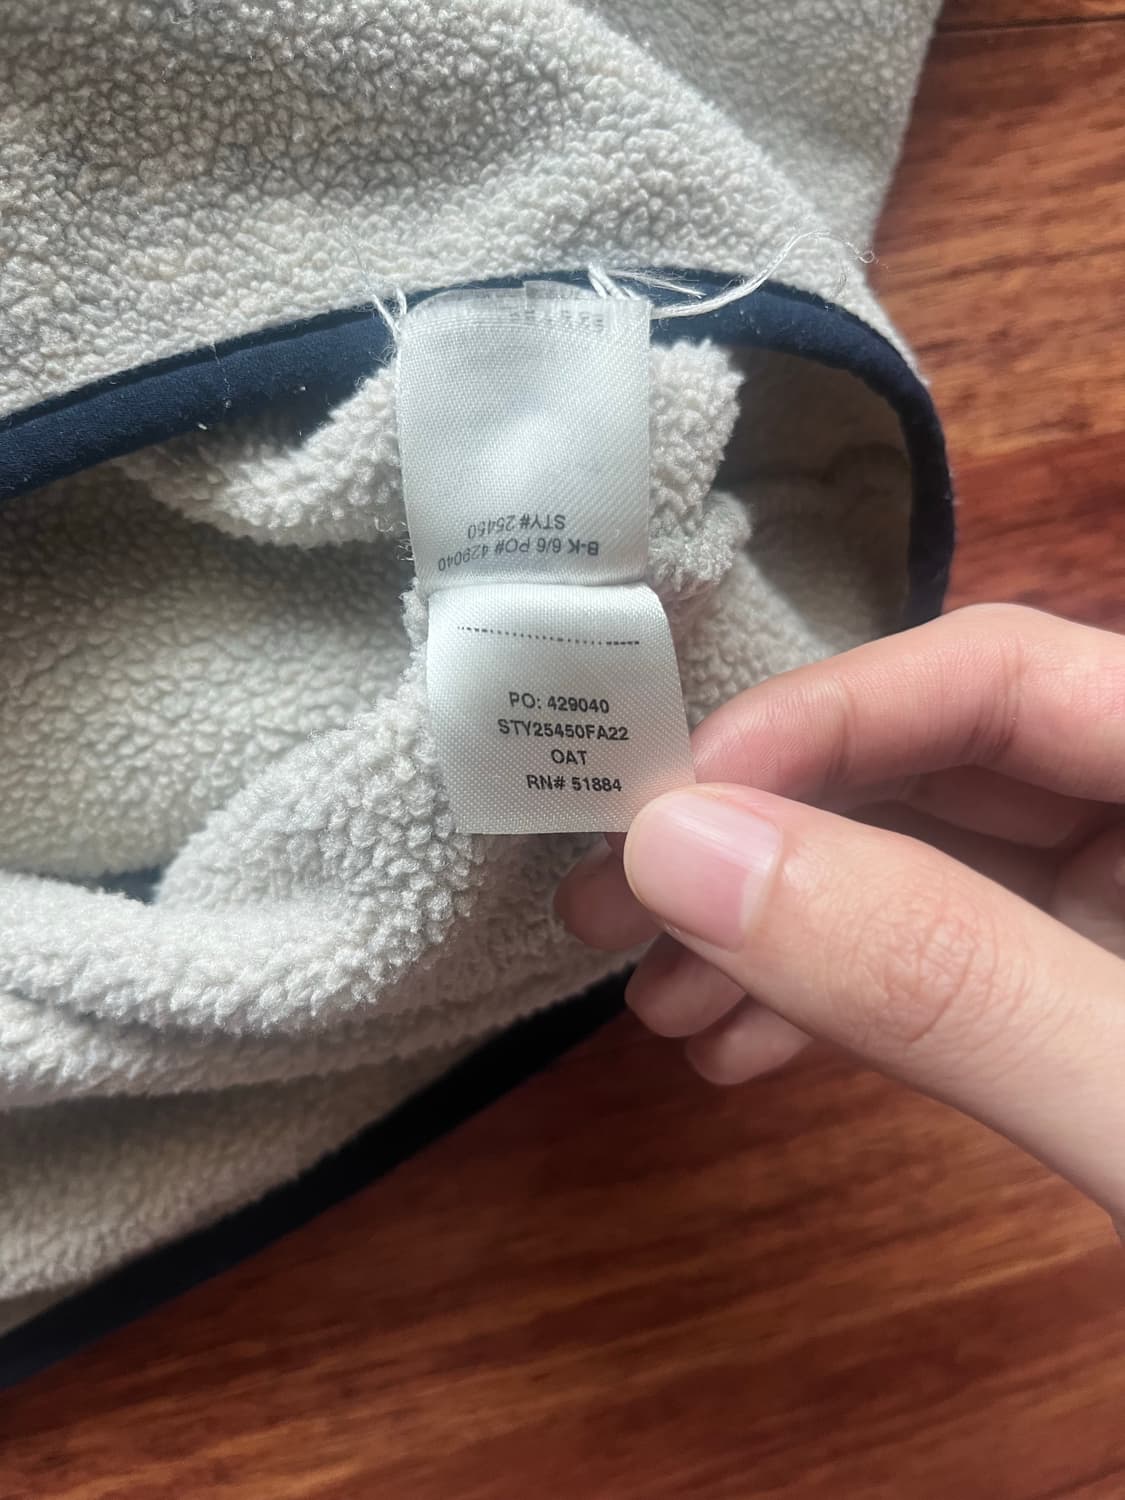 B-K 6/6 PO# 429040
STY# 25450
PO: 429040
STY25450FA22
OAT
RN# 51884